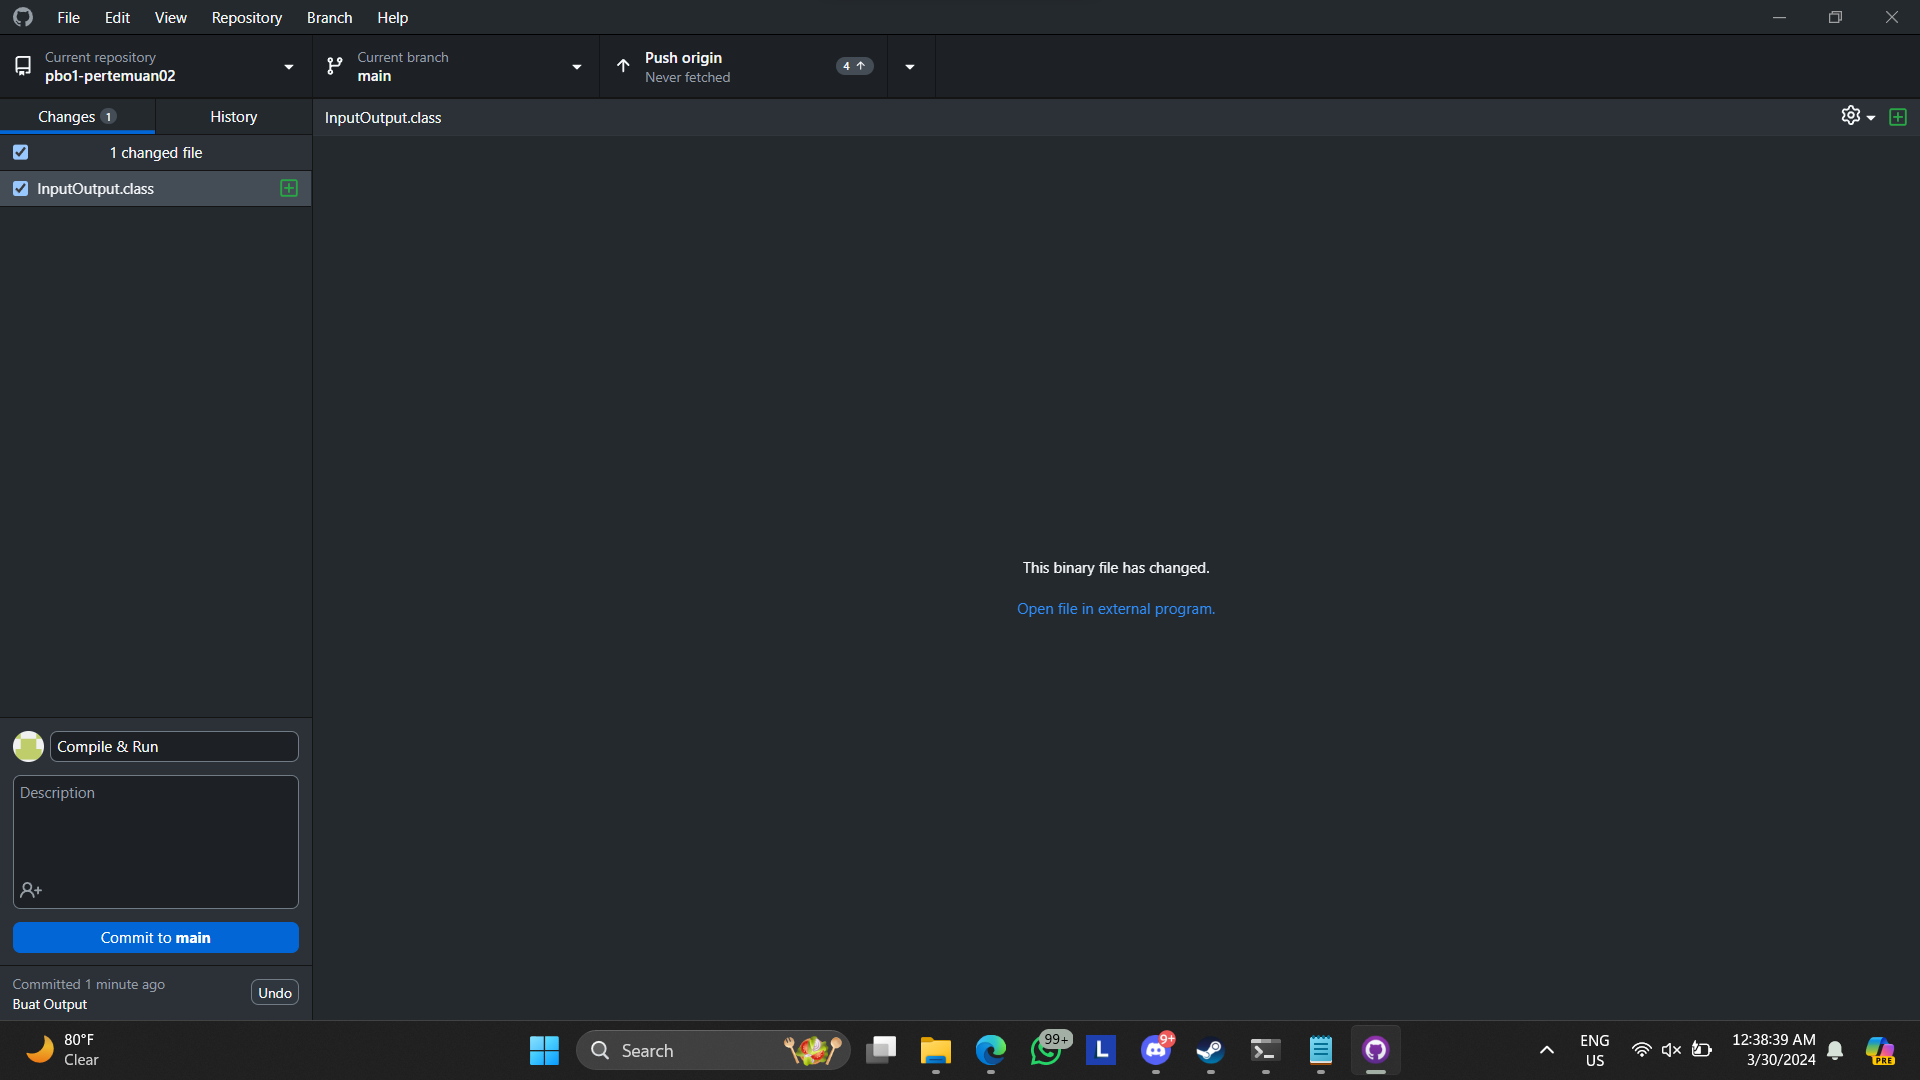 File Edit View Repository Branch Help
Current repository
pbo1-pertemuan02
Current branch
main
Push origin
Never fetched
4
Changes 1
History
InputOutput.class
1 changed file
InputOutput.class
This binary file has changed.
Open file in external program.
Compile & Run
Description
Commit to main
Committed 1 minute ago
Buat Output
Undo
80°F
Clear
Search
99+
L
9+
ENG
US
12:38:39 AM
3/30/2024
PRE